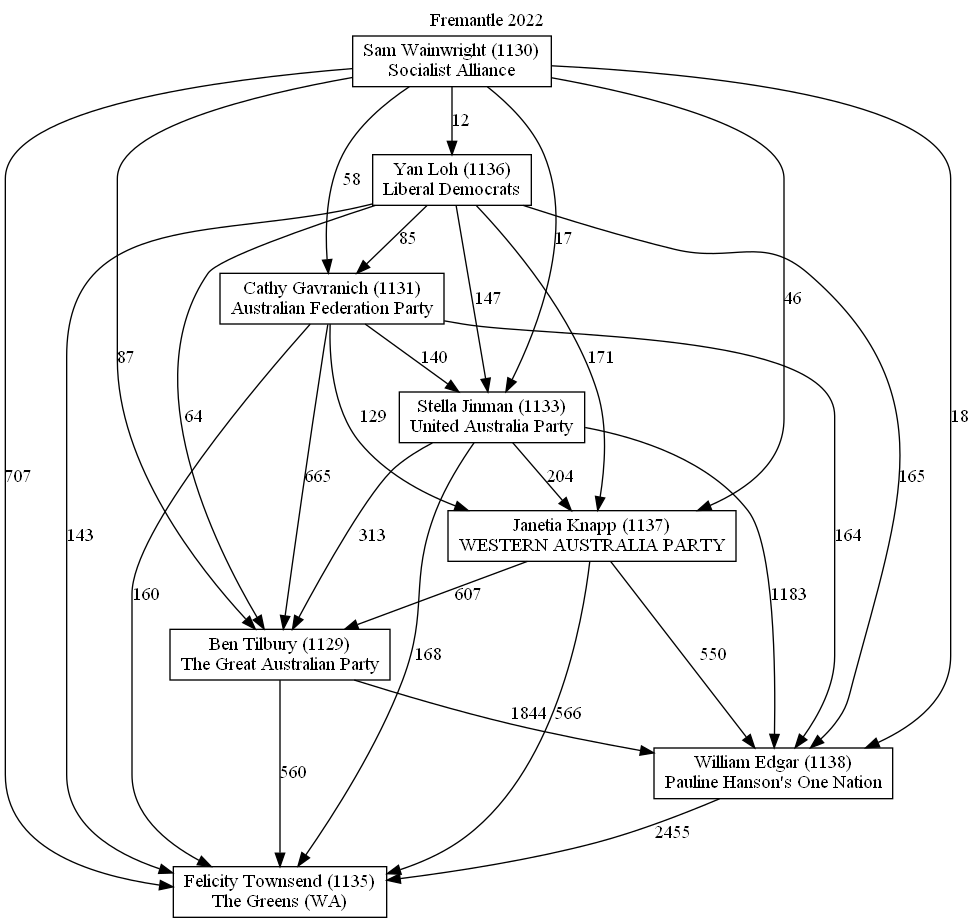 Fremantle 2022
Sam Wainwright (1130)
Socialist Alliance
12
Yan Loh (1136)
Liberal Democrats
58
85
17
Cathy Gavranich (1131)
Australian Federation Party
147
46
87
140
171
Stella Jinman (1133)
United Australia Party
64
129
18
707
665
204
165
Janetia Knapp (1137)
WESTERN AUSTRALIA PARTY
143
313
164
160
607
1183
Ben Tilbury (1129)
The Great Australian Party
168
550
1844
566
William Edgar (1138)
Pauline Hanson's One Nation
560
2455
Felicity Townsend (1135)
The Greens (WA)